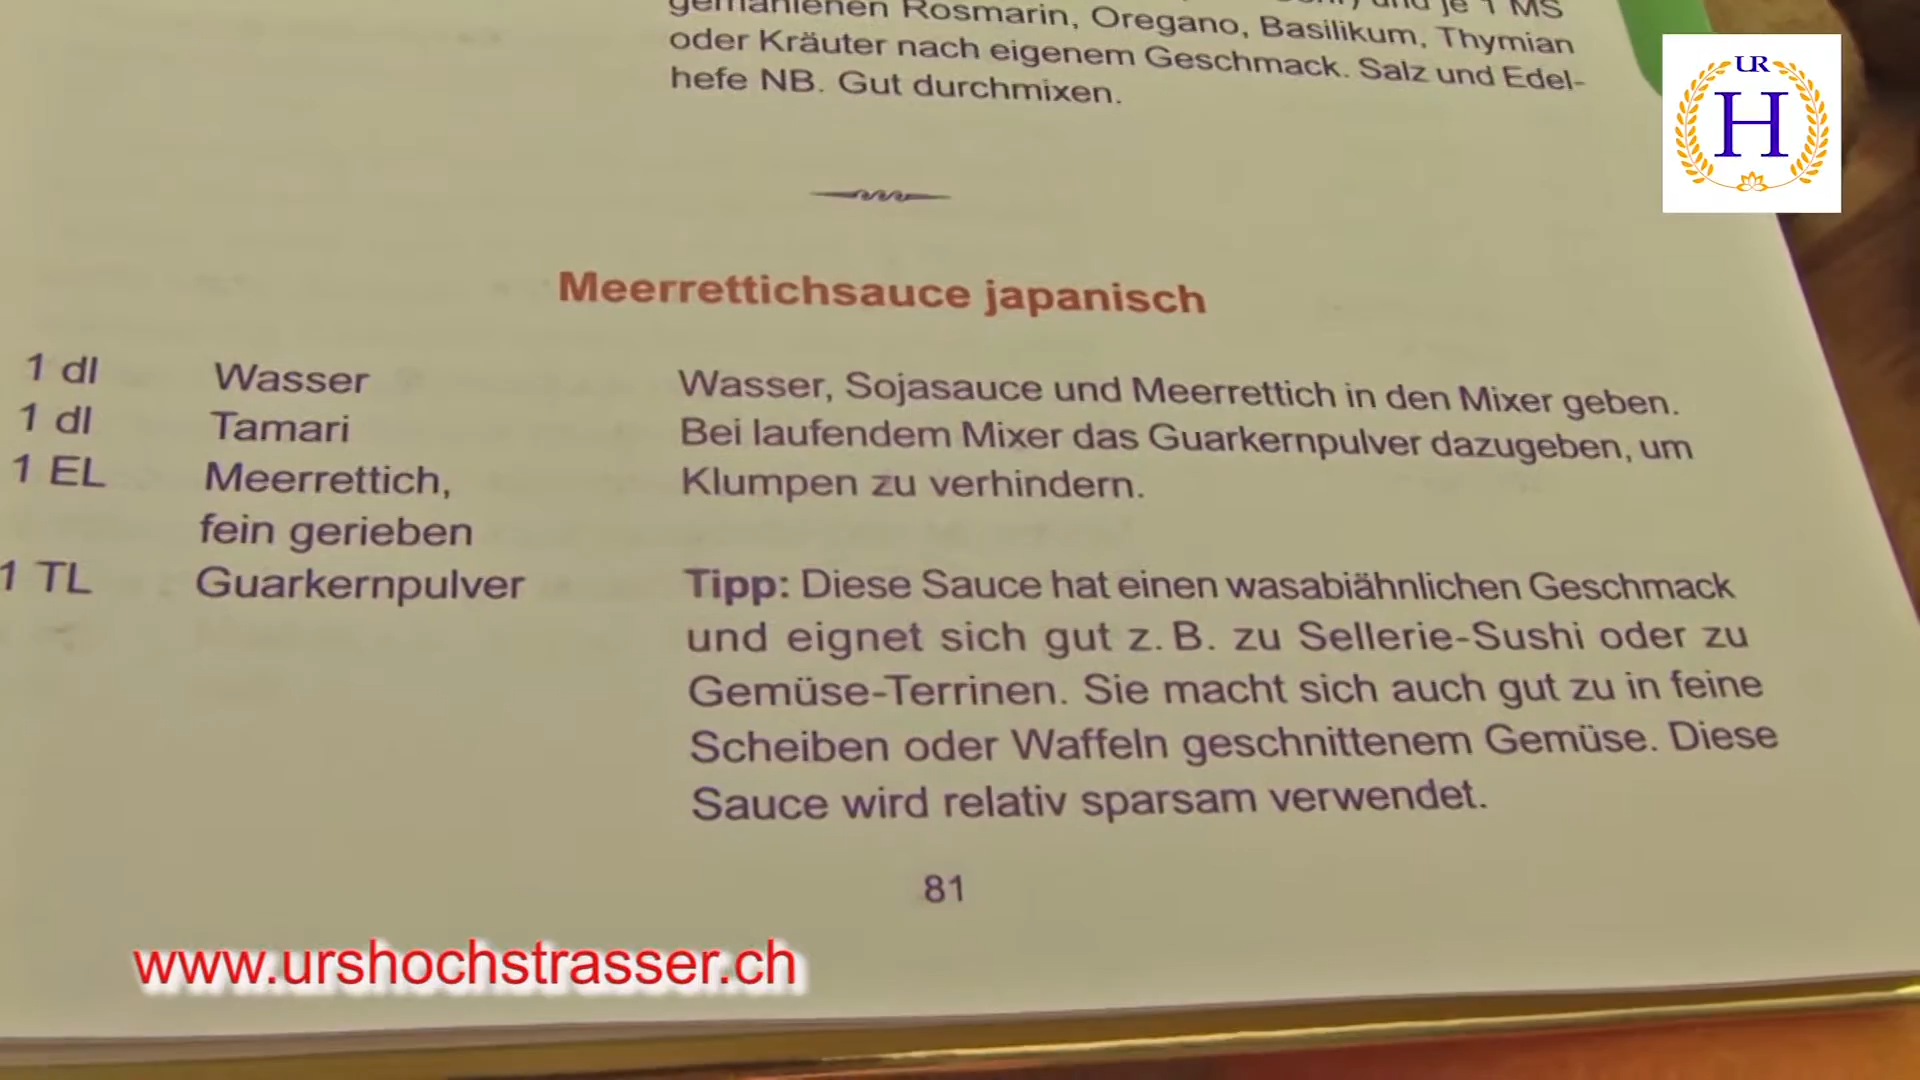 gemahlenen Rosmarin, Oregano, Basilikum, Thymian
oder Kräuter nach eigenem Geschmack. Salz und Edel-
hefe NB. Gut durchmixen.
UR
H
Meerrettichsauce japanisch
1 dl Wasser
1 dl Tamari
1 EL Meerrettich,
fein gerieben
1 TL Guarkernpulver
Wasser, Sojasauce und Meerrettich in den Mixer geben.
Bei laufendem Mixer das Guarkernpulver dazugeben, um
Klumpen zu verhindern.
Tipp: Diese Sauce hat einen wasabiähnlichen Geschmack
und eignet sich gut z. B. zu Sellerie-Sushi oder zu
Gemüse-Terrinen. Sie macht sich auch gut zu in feine
Scheiben oder Waffeln geschnittenem Gemüse. Diese
Sauce wird relativ sparsam verwendet.
81
www.urshochstrasser.ch